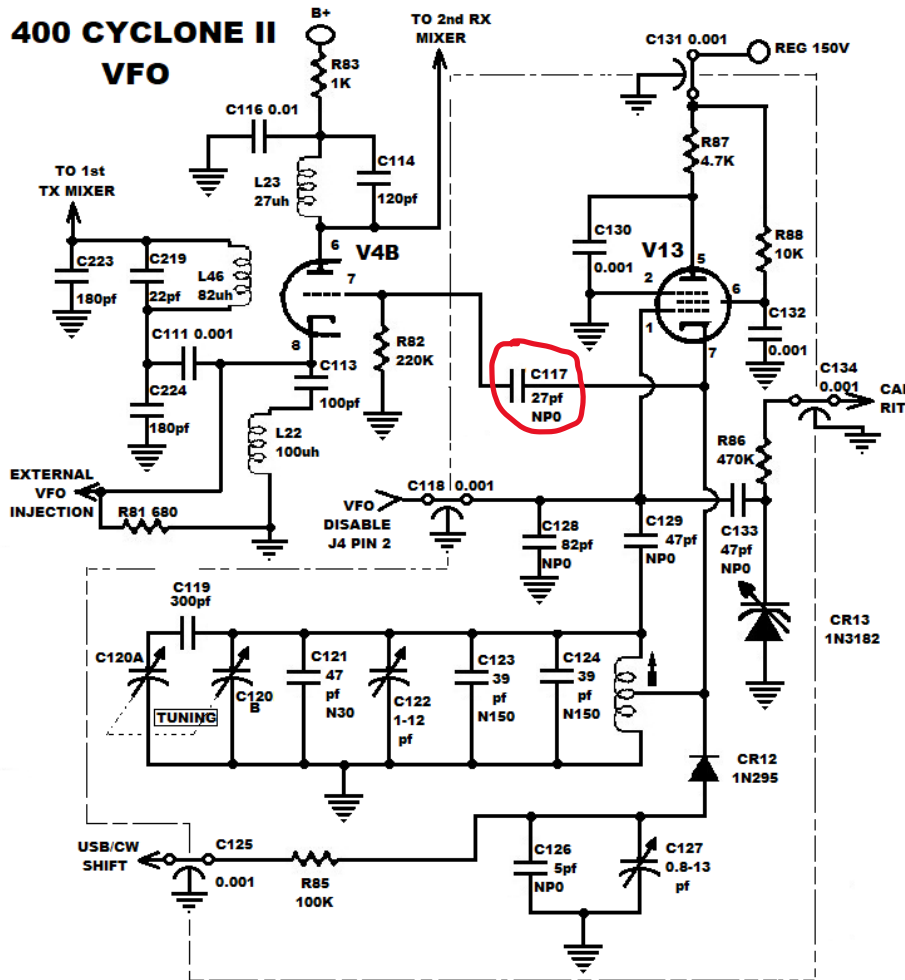 400 CYCLONE II
VFO
B+
R83
1K
TO 2nd RX
MIXER
C131 0.001
REG 150V
C116 0.01
C114
120pf
L23
27uh
R87
4.7K
TO 1st
TX MIXER
C223
180pf
C219
22pf
L46
82uh
6
V4B
7
8
C130
0.001
V13
5
2
6
1
7
R88
10K
C132
0.001
C111 0.001
R82
220K
C113
100pf
C117
27pf
NP0
C134
0.001
CAL
RIT
C224
180pf
L22
100uh
R86
470K
EXTERNAL
VFO
INJECTION
R81 680
VFO
DISABLE
J4 PIN 2
C118
0.001
C128
82pf
NP0
C129
47pf
C133
47pf
NP0
CR13
1N3182
C119
300pf
C120A
C120
B
TUNING
C121
47
pf
N30
C122
1-12
pf
C123
39
pf
N150
C124
39
pf
N150
CR12
1N295
USB/CW
SHIFT
C125
0.001
R85
100K
C126
5pf
NP0
C127
0.8-13
pf